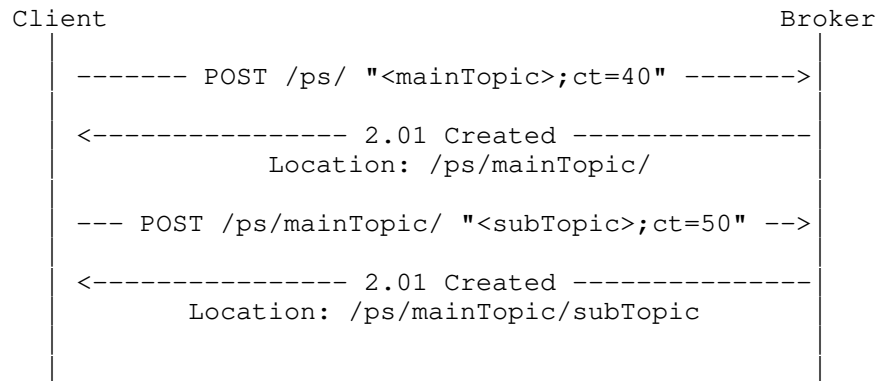 Client Broker
------- POST /ps/ "<mainTopic>;ct=40" ------->
<---------------- 2.01 Created ---------------
Location: /ps/mainTopic/
--- POST /ps/mainTopic/ "<subTopic>;ct=50" -->
<---------------- 2.01 Created ---------------
Location: /ps/mainTopic/subTopic